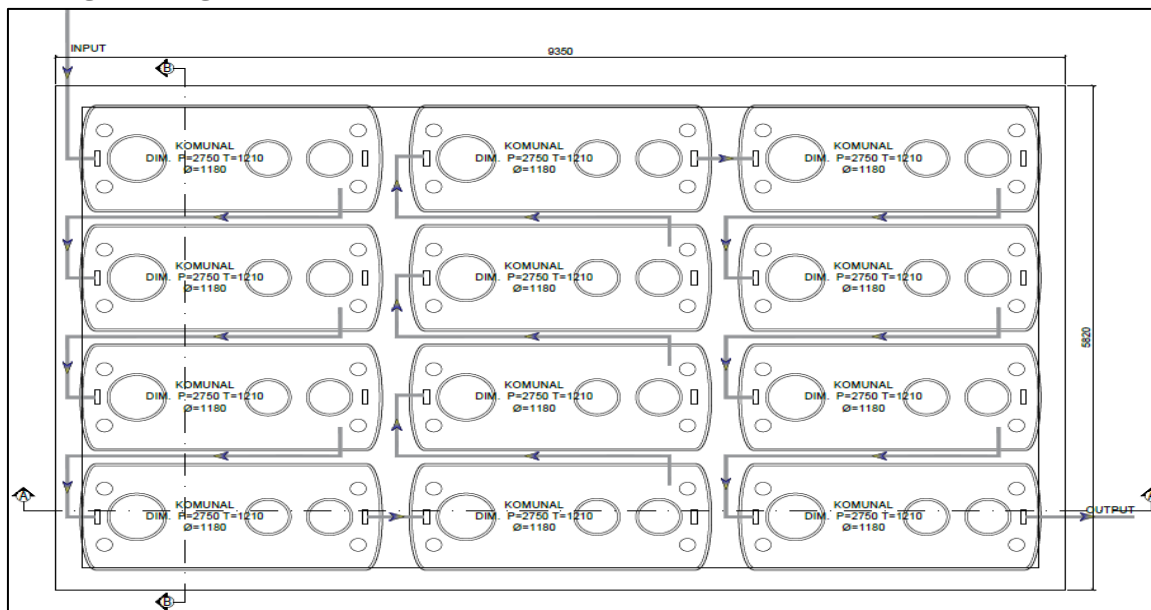 INPUT
9350
B
KOMUNAL
DIM. P=2750 T=1210
Ø=1180
KOMUNAL
DIM. P=2750 T=1210
Ø=1180
KOMUNAL
DIM. P=2750 T=1210
Ø=1180
KOMUNAL
DIM. P=2750 T=1210
Ø=1180
KOMUNAL
DIM. P=2750 T=1210
Ø=1180
KOMUNAL
DIM. P=2750 T=1210
Ø=1180
5820
KOMUNAL
DIM. P=2750 T=1210
Ø=1180
KOMUNAL
DIM. P=2750 T=1210
Ø=1180
KOMUNAL
DIM. P=2750 T=1210
Ø=1180
A
KOMUNAL
DIM. P=2750 T=1210
Ø=1180
KOMUNAL
DIM. P=2750 T=1210
Ø=1180
KOMUNAL
DIM. P=2750 T=1210
Ø=1180
A
OUTPUT
B